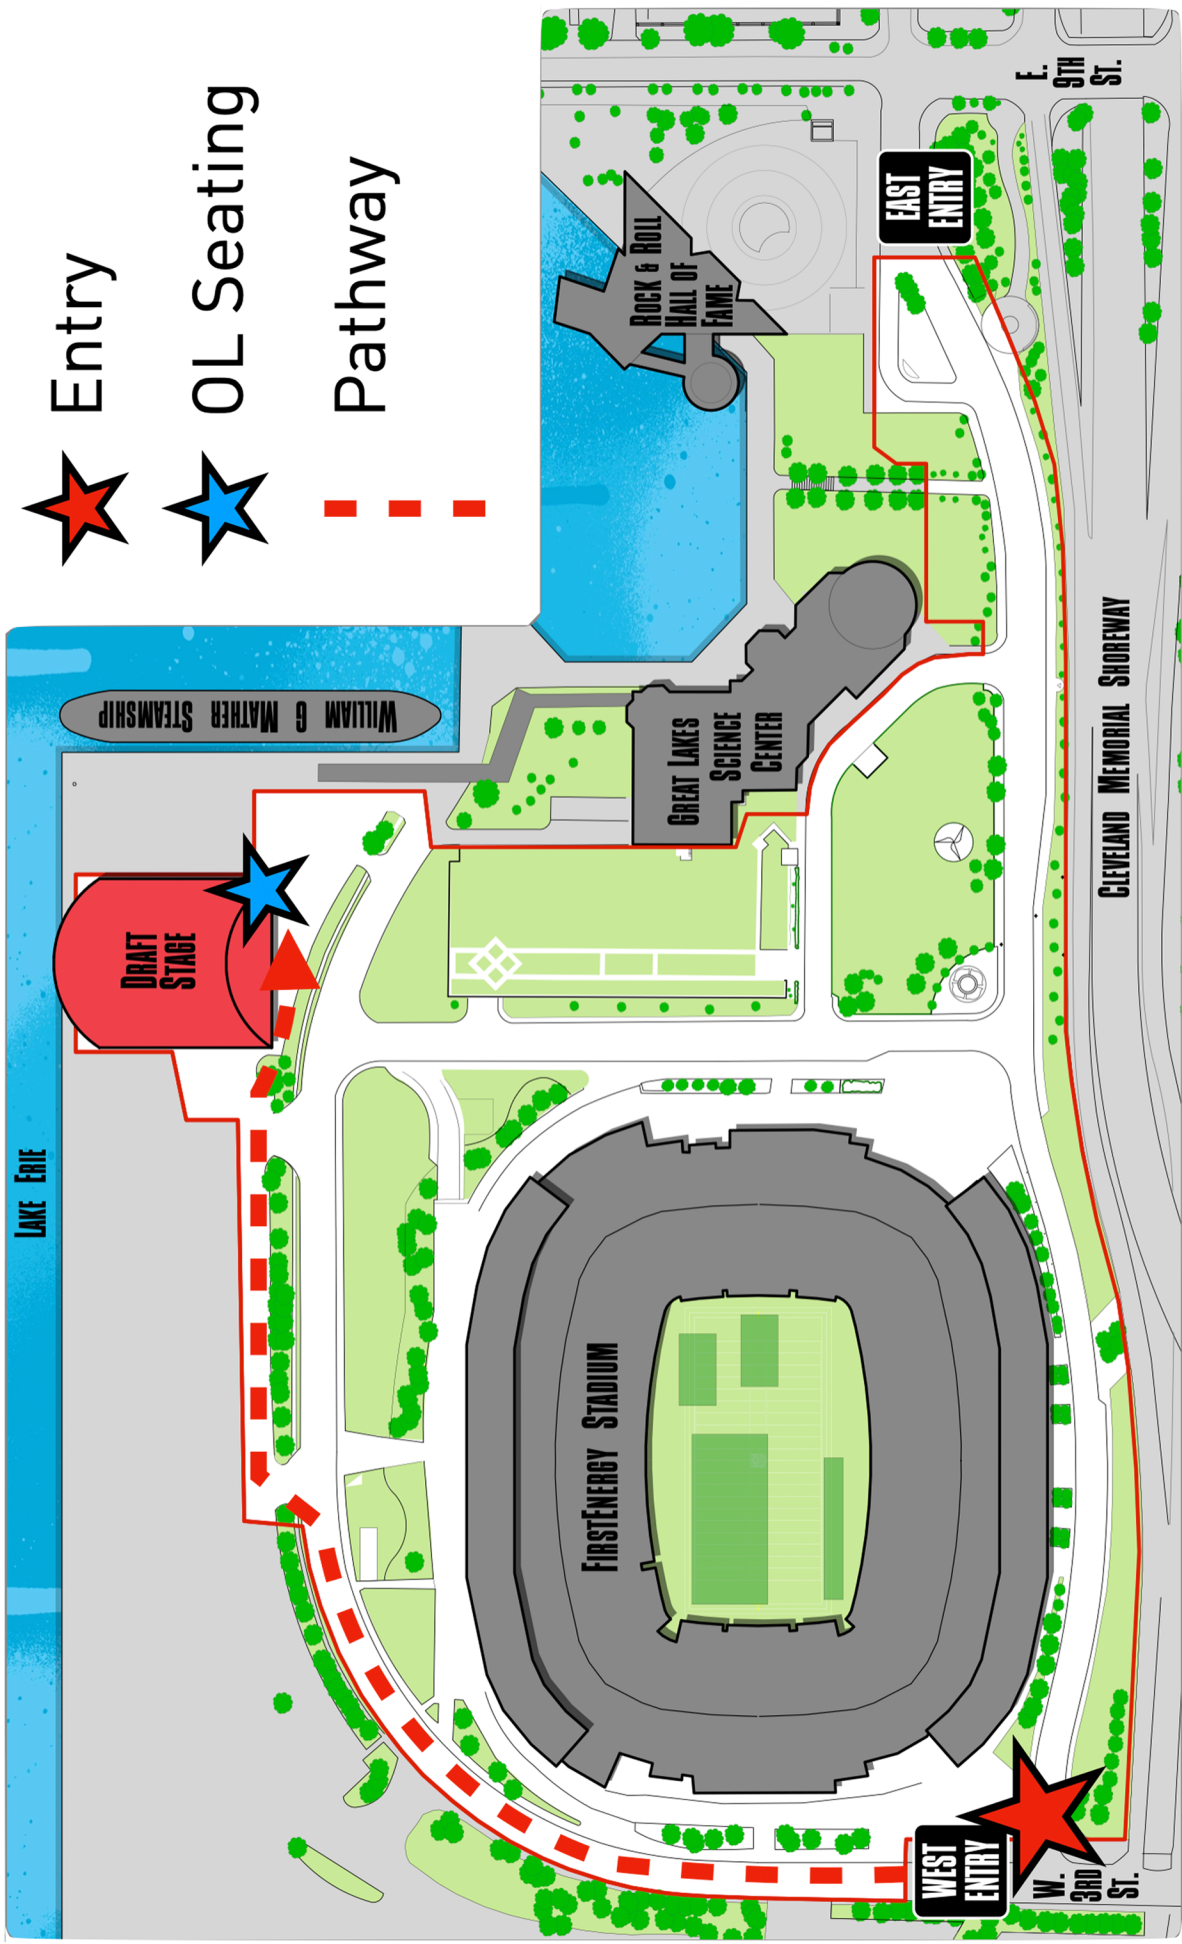 Entry
OL Seating
Pathway
E.
9TH
ST.
EAST
ENTRY
ROCK & ROLL
HALL OF
FAME
WILLIAM G MATHER STEAMSHIP
GREAT LAKES
SCIENCE
CENTER
CLEVELAND MEMORIAL SHOREWAY
DRAFT
STAGE
LAKE ERIE
FIRSTENERGY STADIUM
WEST
ENTRY
W.
3RD
ST.